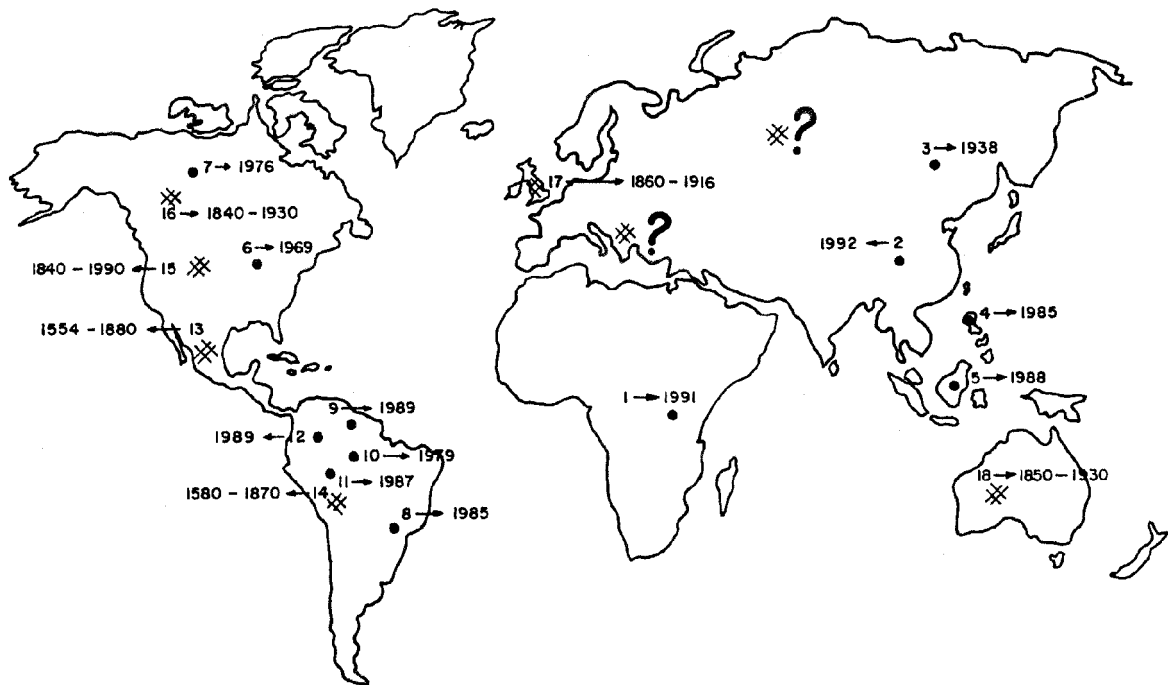 ?
3 → 1938
7 → 1976
17 → 1860 - 1916
16 → 1840 - 1930
?
6 → 1969
1992 ← 2
1840 - 1990 ← 15
4 → 1985
1554 - 1880 ← 13
5 → 1988
1 → 1991
9 → 1989
1989 ← 12
10 → 1979
11 → 1987
18 → 1850 - 1930
1580 - 1870 ← 14
8 → 1985